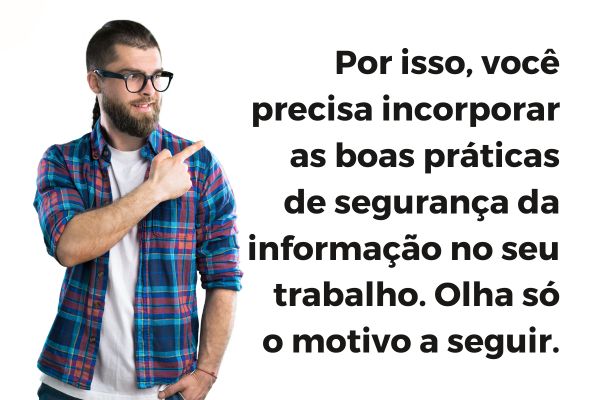 Por isso, você
precisa incorporar
as boas práticas
de segurança da
informação no seu
trabalho. Olha só
o motivo a seguir.